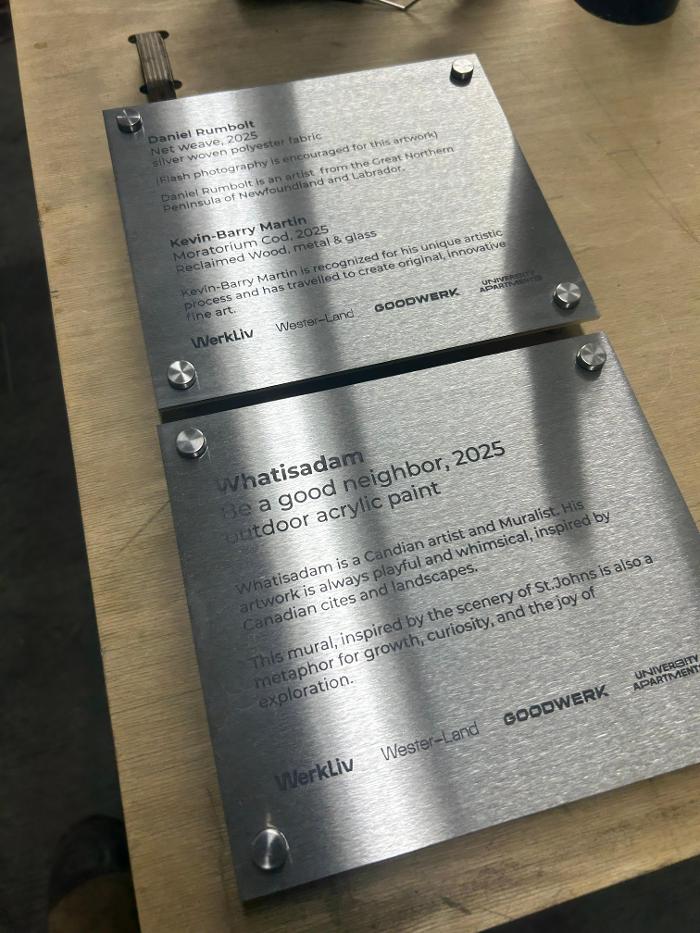 Daniel Rumbolt
Net weave, 2025
silver woven polyester fabric
(Flash photography is encouraged for this artwork)
Daniel Rumbolt is an artist from the Great Northern
Peninsula of Newfoundland and Labrador.
Kevin-Barry Martin
Moratorium Cod, 2025
Reclaimed Wood, metal & glass
Kevin-Barry Martin is recognized for his unique artistic
process and has travelled to create original, innovative
fine art.
WerkLiv Wester-Land GOODWERK UNIVERSITY
APARTMENTS
Whatisadam
Be a good neighbor, 2025
outdoor acrylic paint
Whatisadam is a Candian artist and Muralist. His
artwork is always playful and whimsical, inspired by
Canadian cites and landscapes.
This mural, inspired by the scenery of St.Johns is also a
metaphor for growth, curiosity, and the joy of
exploration.
WerkLiv Wester-Land GOODWERK UNIVERSITY
APARTMENTS